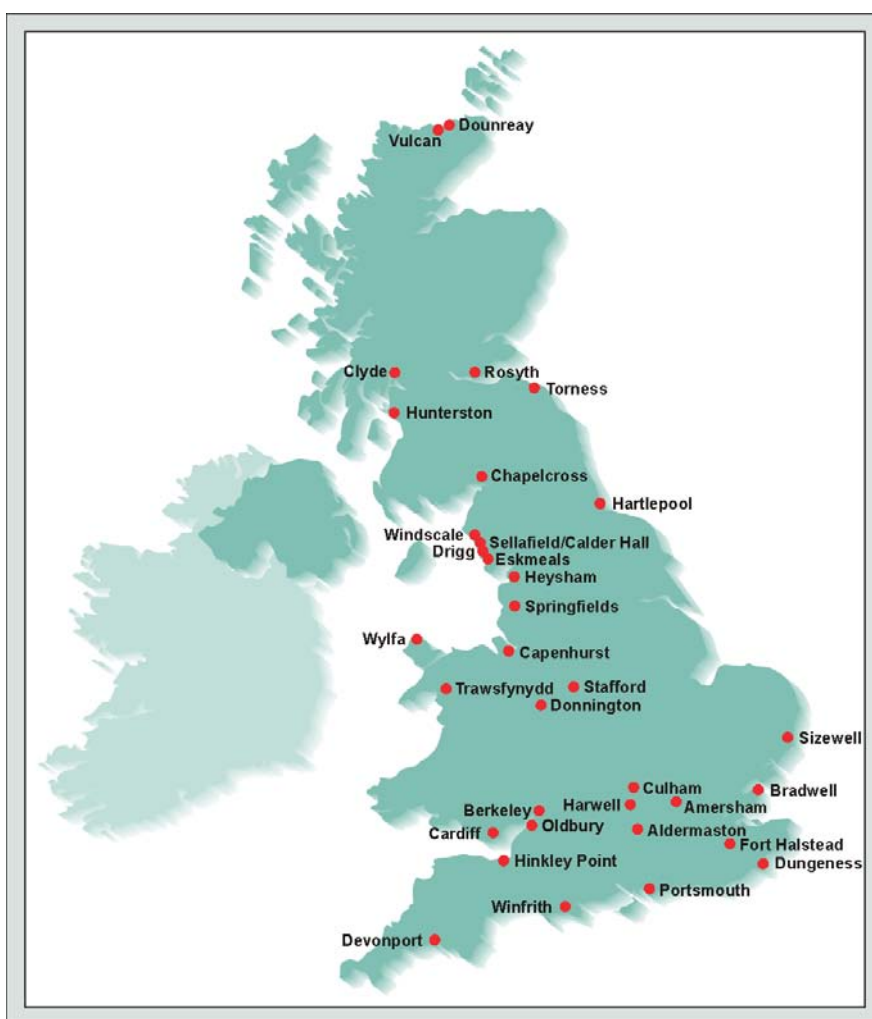 Dounreay
Vulcan
Clyde
Rosyth
Torness
Hunterston
Chapelcross
Hartlepool
Windscale
Sellafield/Calder Hall
Drigg
Eskmeals
Heysham
Springfields
Wylfa
Capenhurst
Trawsfynydd
Stafford
Donnington
Sizewell
Culham
Bradwell
Harwell
Amersham
Berkeley
Oldbury
Cardiff
Aldermaston
Fort Halstead
Hinkley Point
Dungeness
Portsmouth
Winfrith
Devonport